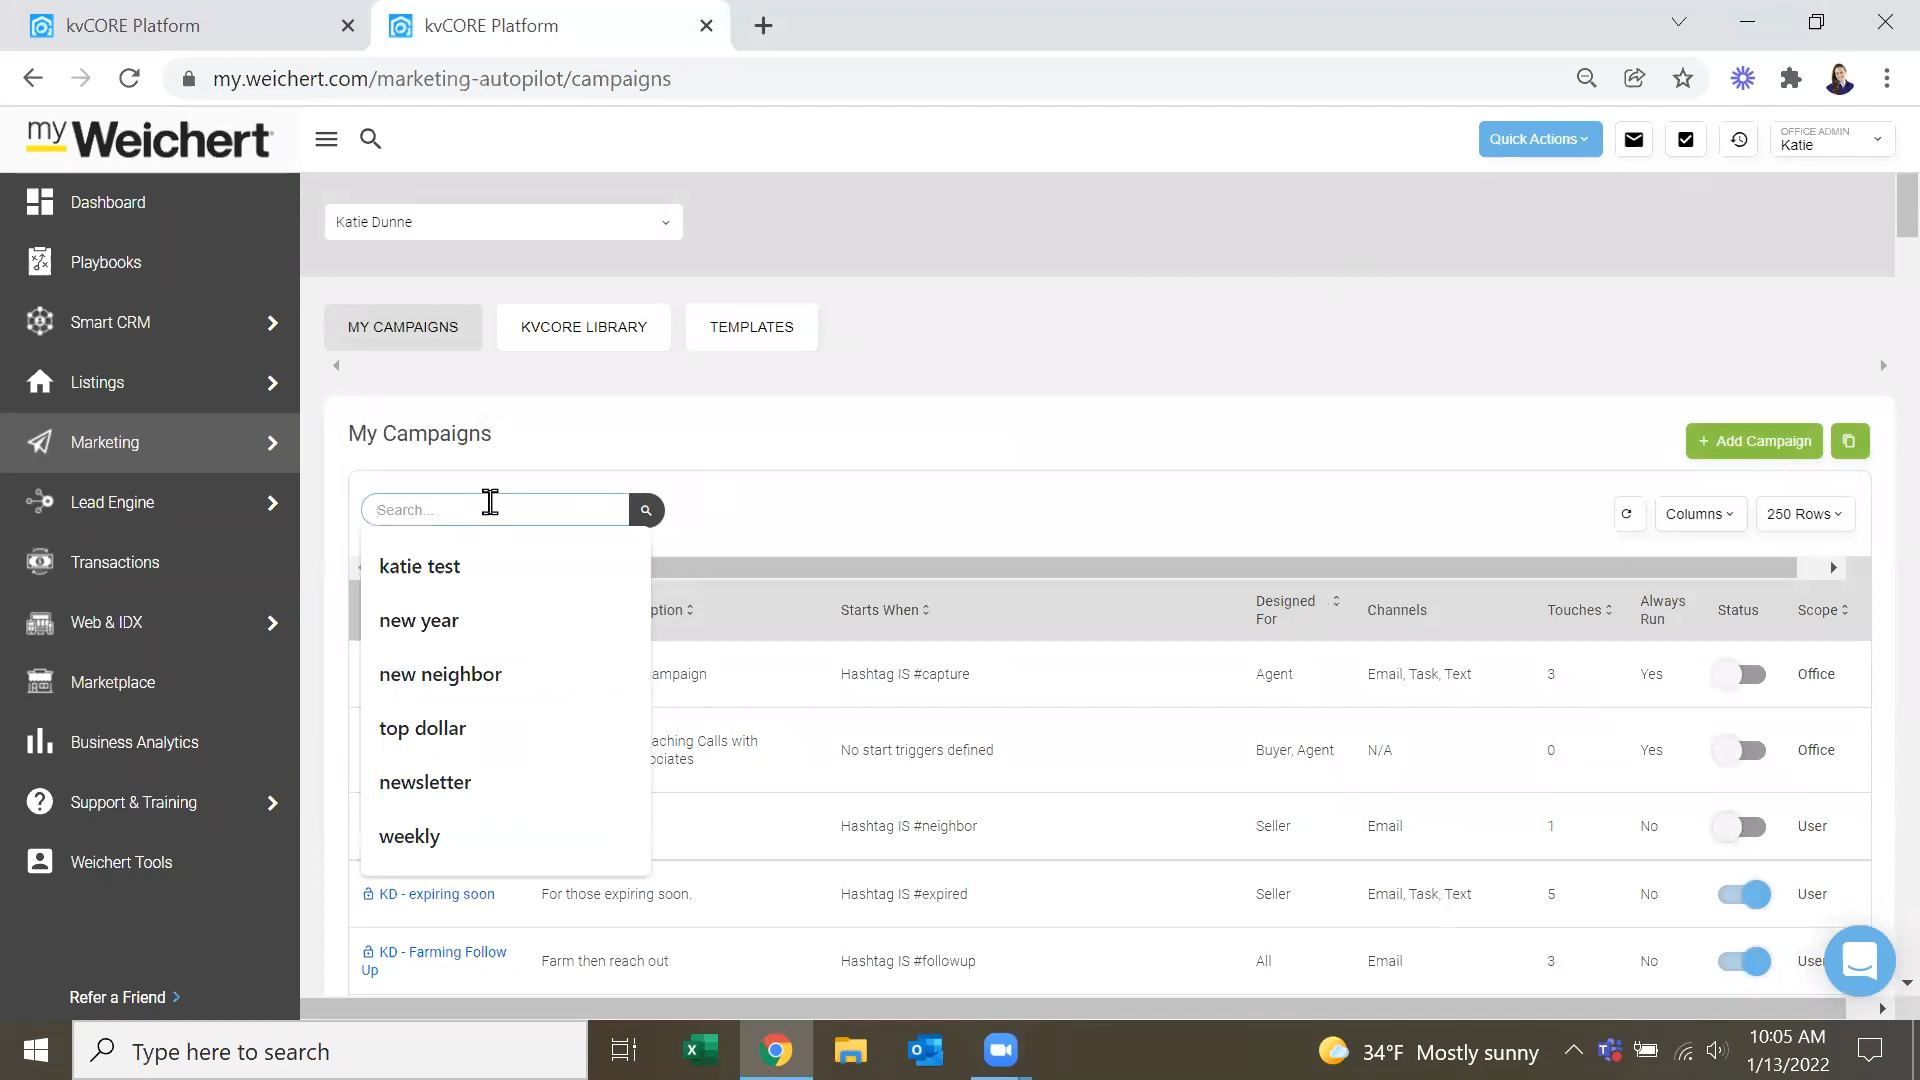 kvCORE Platform
kvCORE Platform
my.weichert.com/marketing-autopilot/campaigns
my Weichert
Quick Actions
OFFICE ADMIN
Katie
Dashboard
Playbooks
Smart CRM
Listings
Marketing
Lead Engine
Transactions
Web & IDX
Marketplace
Business Analytics
Support & Training
Weichert Tools
Refer a Friend
Katie Dunne
MY CAMPAIGNS
KVCORE LIBRARY
TEMPLATES
My Campaigns
+ Add Campaign
Search...
Columns
250 Rows
katie test
new year
new neighbor
top dollar
newsletter
weekly
ption
Starts When
Designed For
Channels
Touches
Always Run
Status
Scope
ampaign
Hashtag IS #capture
Agent
Email, Task, Text
3
Yes
Office
aching Calls with
ociates
No start triggers defined
Buyer, Agent
N/A
0
Yes
Office
Hashtag IS #neighbor
Seller
Email
1
No
User
KD - expiring soon
For those expiring soon.
Hashtag IS #expired
Seller
Email, Task, Text
5
No
User
KD - Farming Follow Up
Farm then reach out
Hashtag IS #followup
All
Email
3
No
Use
Type here to search
34°F Mostly sunny
10:05 AM
1/13/2022